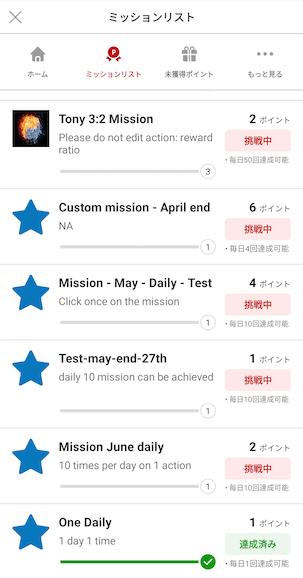 ミッションリスト
ホーム
ミッションリスト
未獲得ポイント
もっと見る
Tony 3:2 Mission
2 ポイント
Please do not edit action: reward
ratio
挑戦中
3
• 毎日50回達成可能
Custom mission - April end
6 ポイント
NA
挑戦中
1
• 毎日4回達成可能
Mission - May - Daily - Test
4 ポイント
Click once on the mission
挑戦中
1
• 毎日10回達成可能
Test-may-end-27th
1 ポイント
daily 10 mission can be achieved
挑戦中
1
• 毎日10回達成可能
Mission June daily
2 ポイント
10 times per day on 1 action
挑戦中
1
• 毎日10回達成可能
One Daily
1 ポイント
1 day 1 time
達成済み
• 毎日1回達成可能